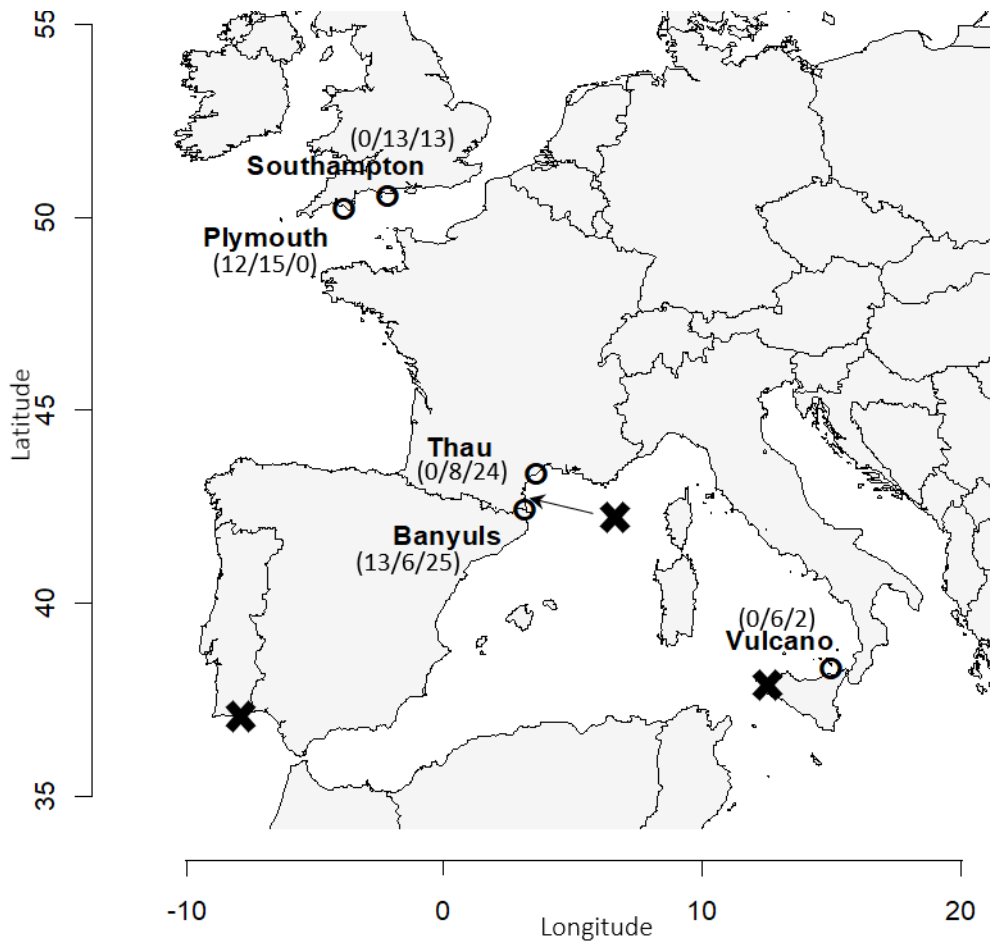 55
(0/13/13)
Southampton
50
Plymouth
(12/15/0)
Latitude
45
Thau
(0/8/24)
Banyuls
(13/6/25)
40
(0/6/2)
Vulcano
35
-10
0
10
20
Longitude